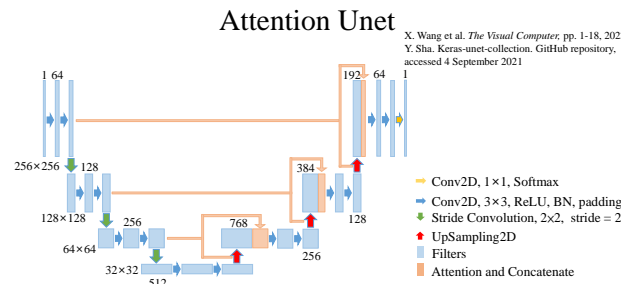 Attention Unet
X. Wang et al. The Visual Computer, pp. 1-18, 202
Y. Sha. Keras-unet-collection. GitHub repository,
accessed 4 September 2021
1 64
192 64 1
256×256 128
384
128×128
128
256
768
64×64
256
32×32
512
Conv2D, 1×1, Softmax
Conv2D, 3×3, ReLU, BN, padding
Stride Convolution, 2×2, stride = 2
UpSampling2D
Filters
Attention and Concatenate